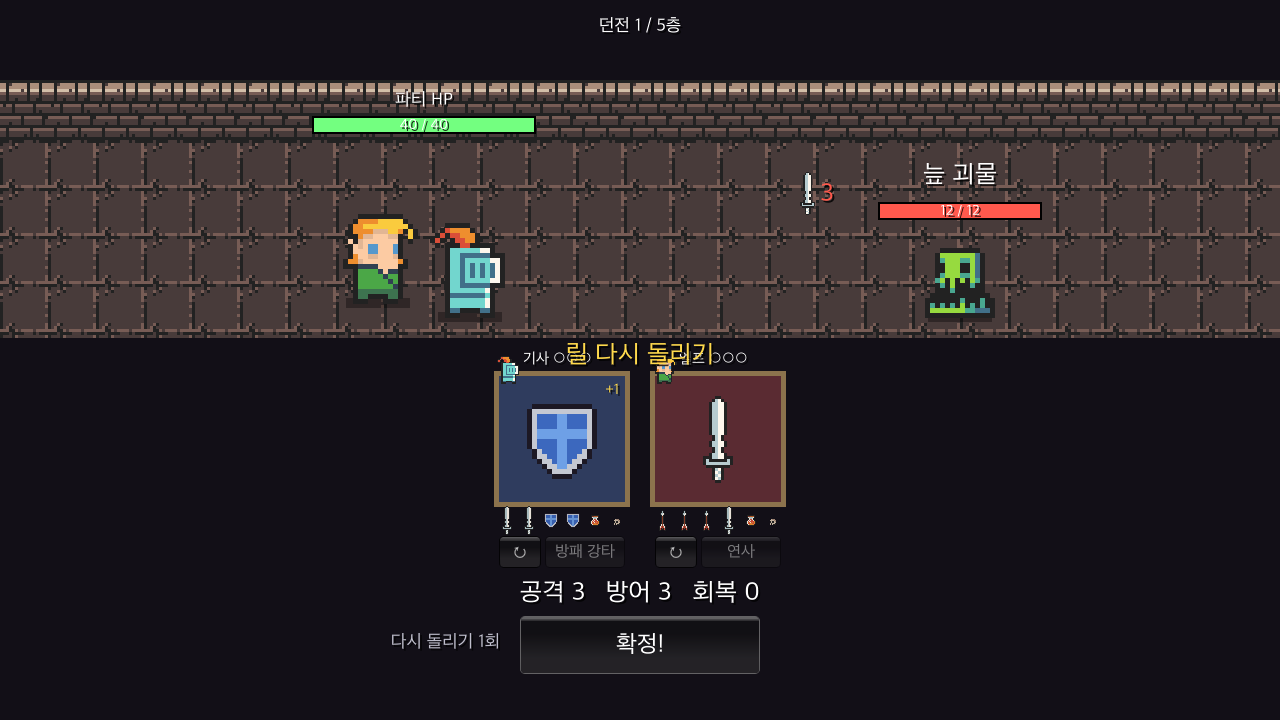 던전 1 / 5층
파티 HP
40 / 40
3
늪 괴물
12 / 12
릴 다시 돌리기
기사 ○○○
○○○
+1
↻ 방패 강타 ↻ 연사
공격 3 방어 3 회복 0
다시 돌리기 1회
확정!